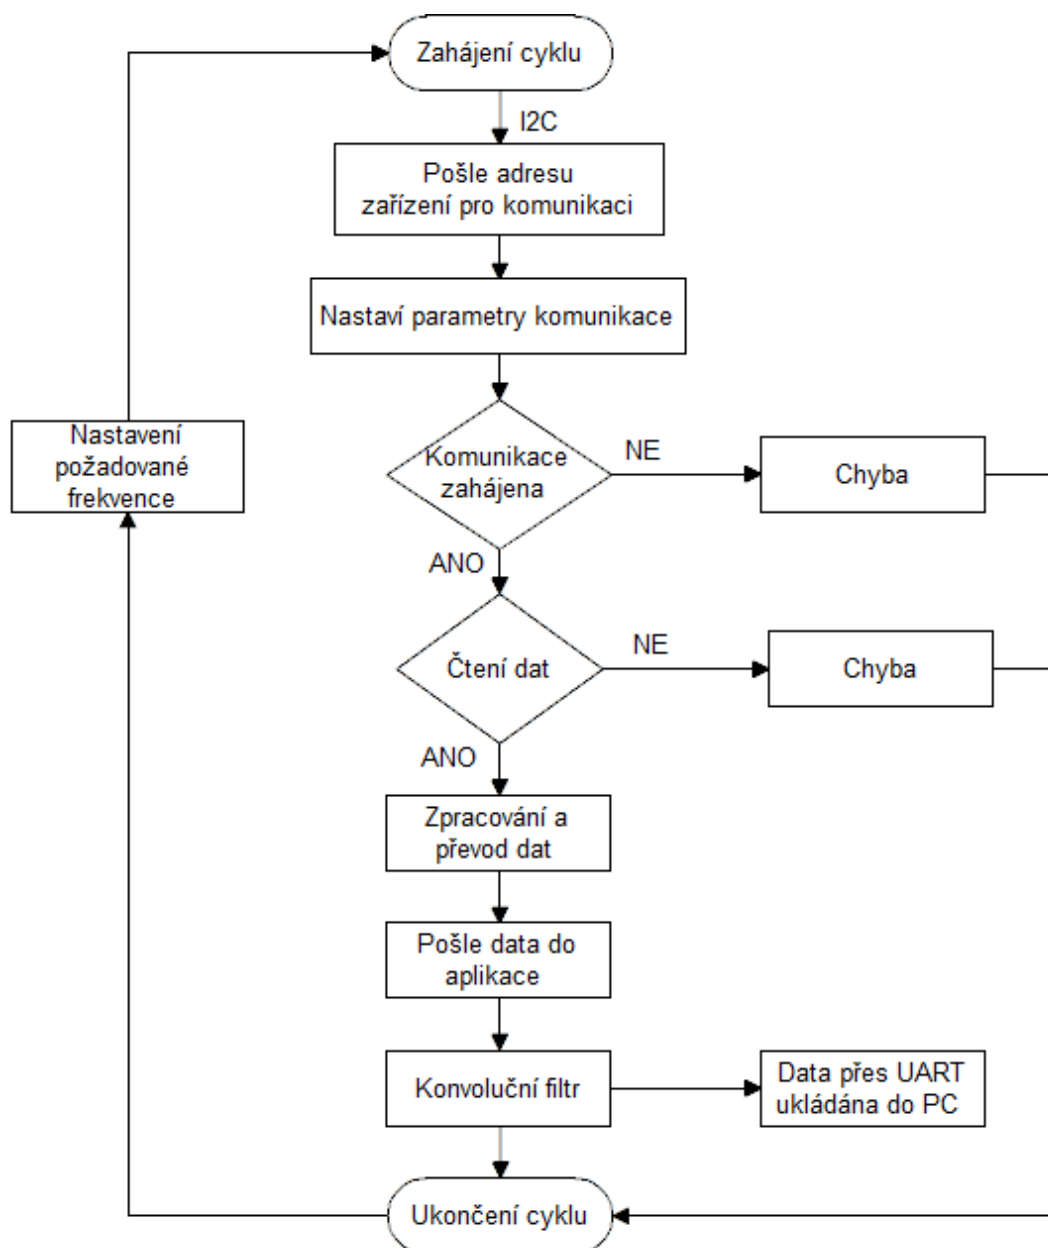 Zahájení cyklu
I2C
Pošle adresu
zařízení pro komunikaci
Nastaví parametry komunikace
Nastavení
požadované
frekvence
Komunikace
zahájena
NE
Chyba
ANO
Čtení dat
NE
Chyba
ANO
Zpracování a
převod dat
Pošle data do
aplikace
Konvoluční filtr
Data přes UART
ukládána do PC
Ukončení cyklu